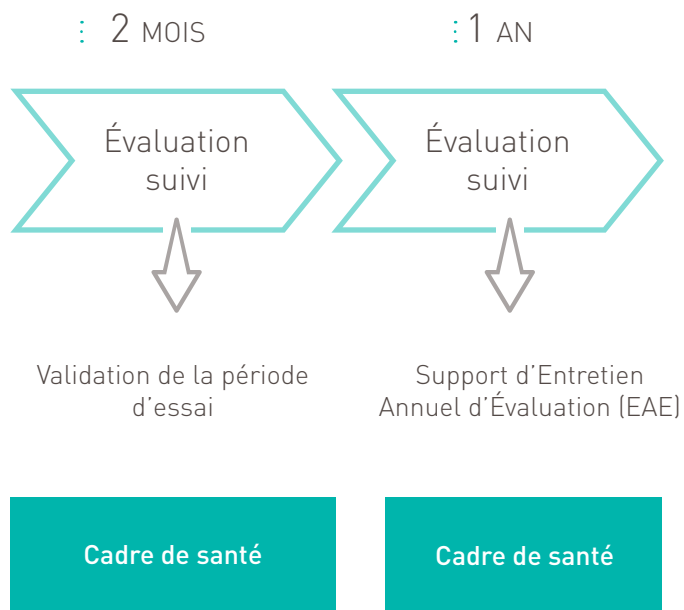 2 MOIS
Évaluation
suivi
Validation de la période
d’essai
Cadre de santé
1 AN
Évaluation
suivi
Support d’Entretien
Annuel d’Évaluation (EAE)
Cadre de santé